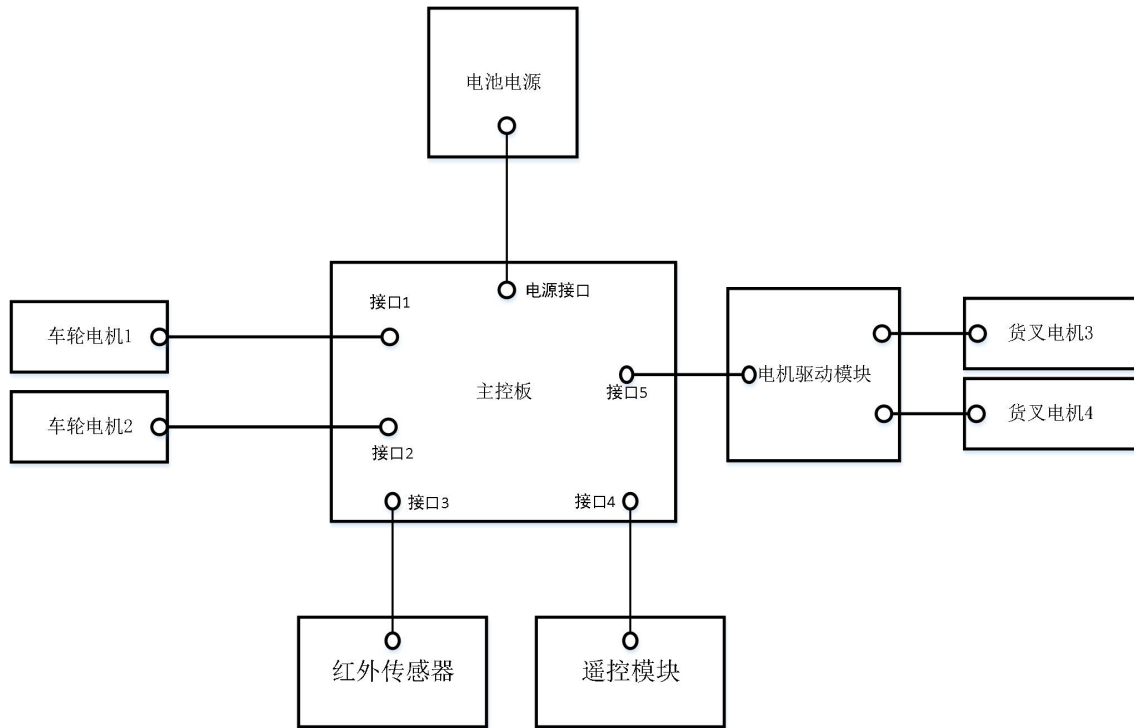 电池电源
电源接口
接口1
车轮电机1
货叉电机3
主控板
电机驱动模块
接口5
车轮电机2
货叉电机4
接口2
接口3
接口4
红外传感器
遥控模块